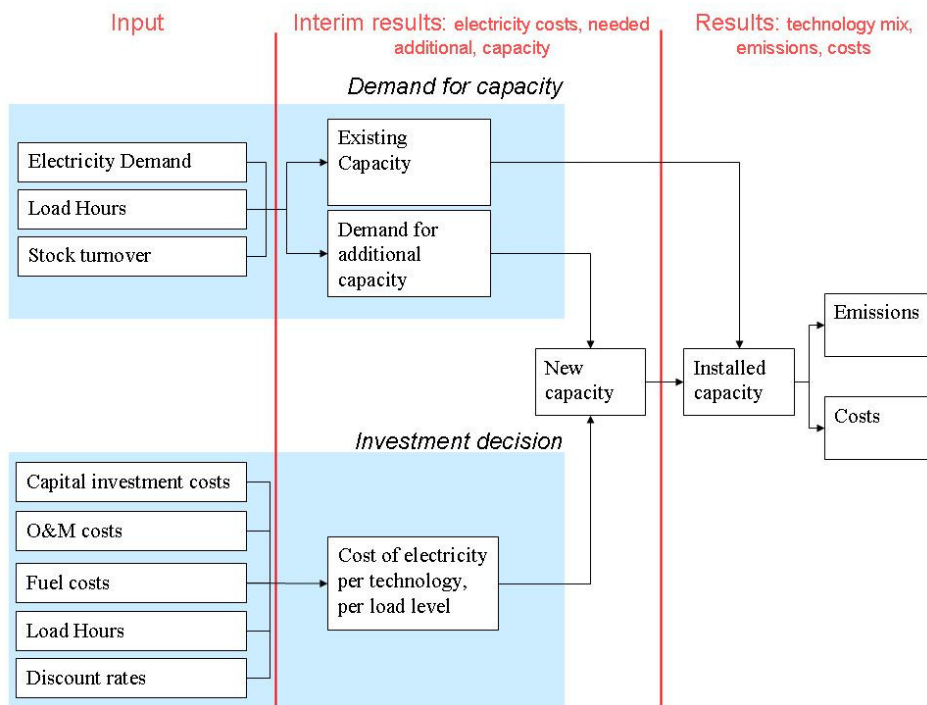 Input
Interim results: electricity costs, needed
additional, capacity
Results: technology mix,
emissions, costs
Demand for capacity
Electricity Demand
Load Hours
Stock turnover
Existing
Capacity
Demand for
additional
capacity
New
capacity
Installed
capacity
Emissions
Costs
Investment decision
Capital investment costs
O&M costs
Fuel costs
Load Hours
Discount rates
Cost of electricity
per technology,
per load level